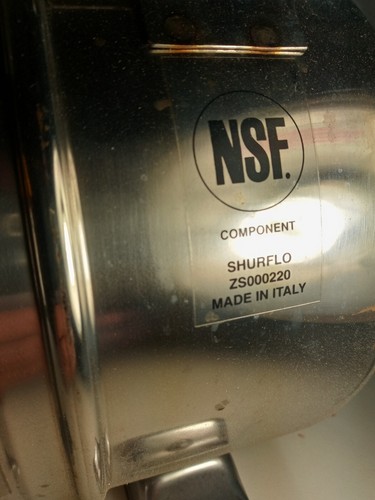 NSF.
COMPONENT
SHURFLO
ZS000220
MADE IN ITALY